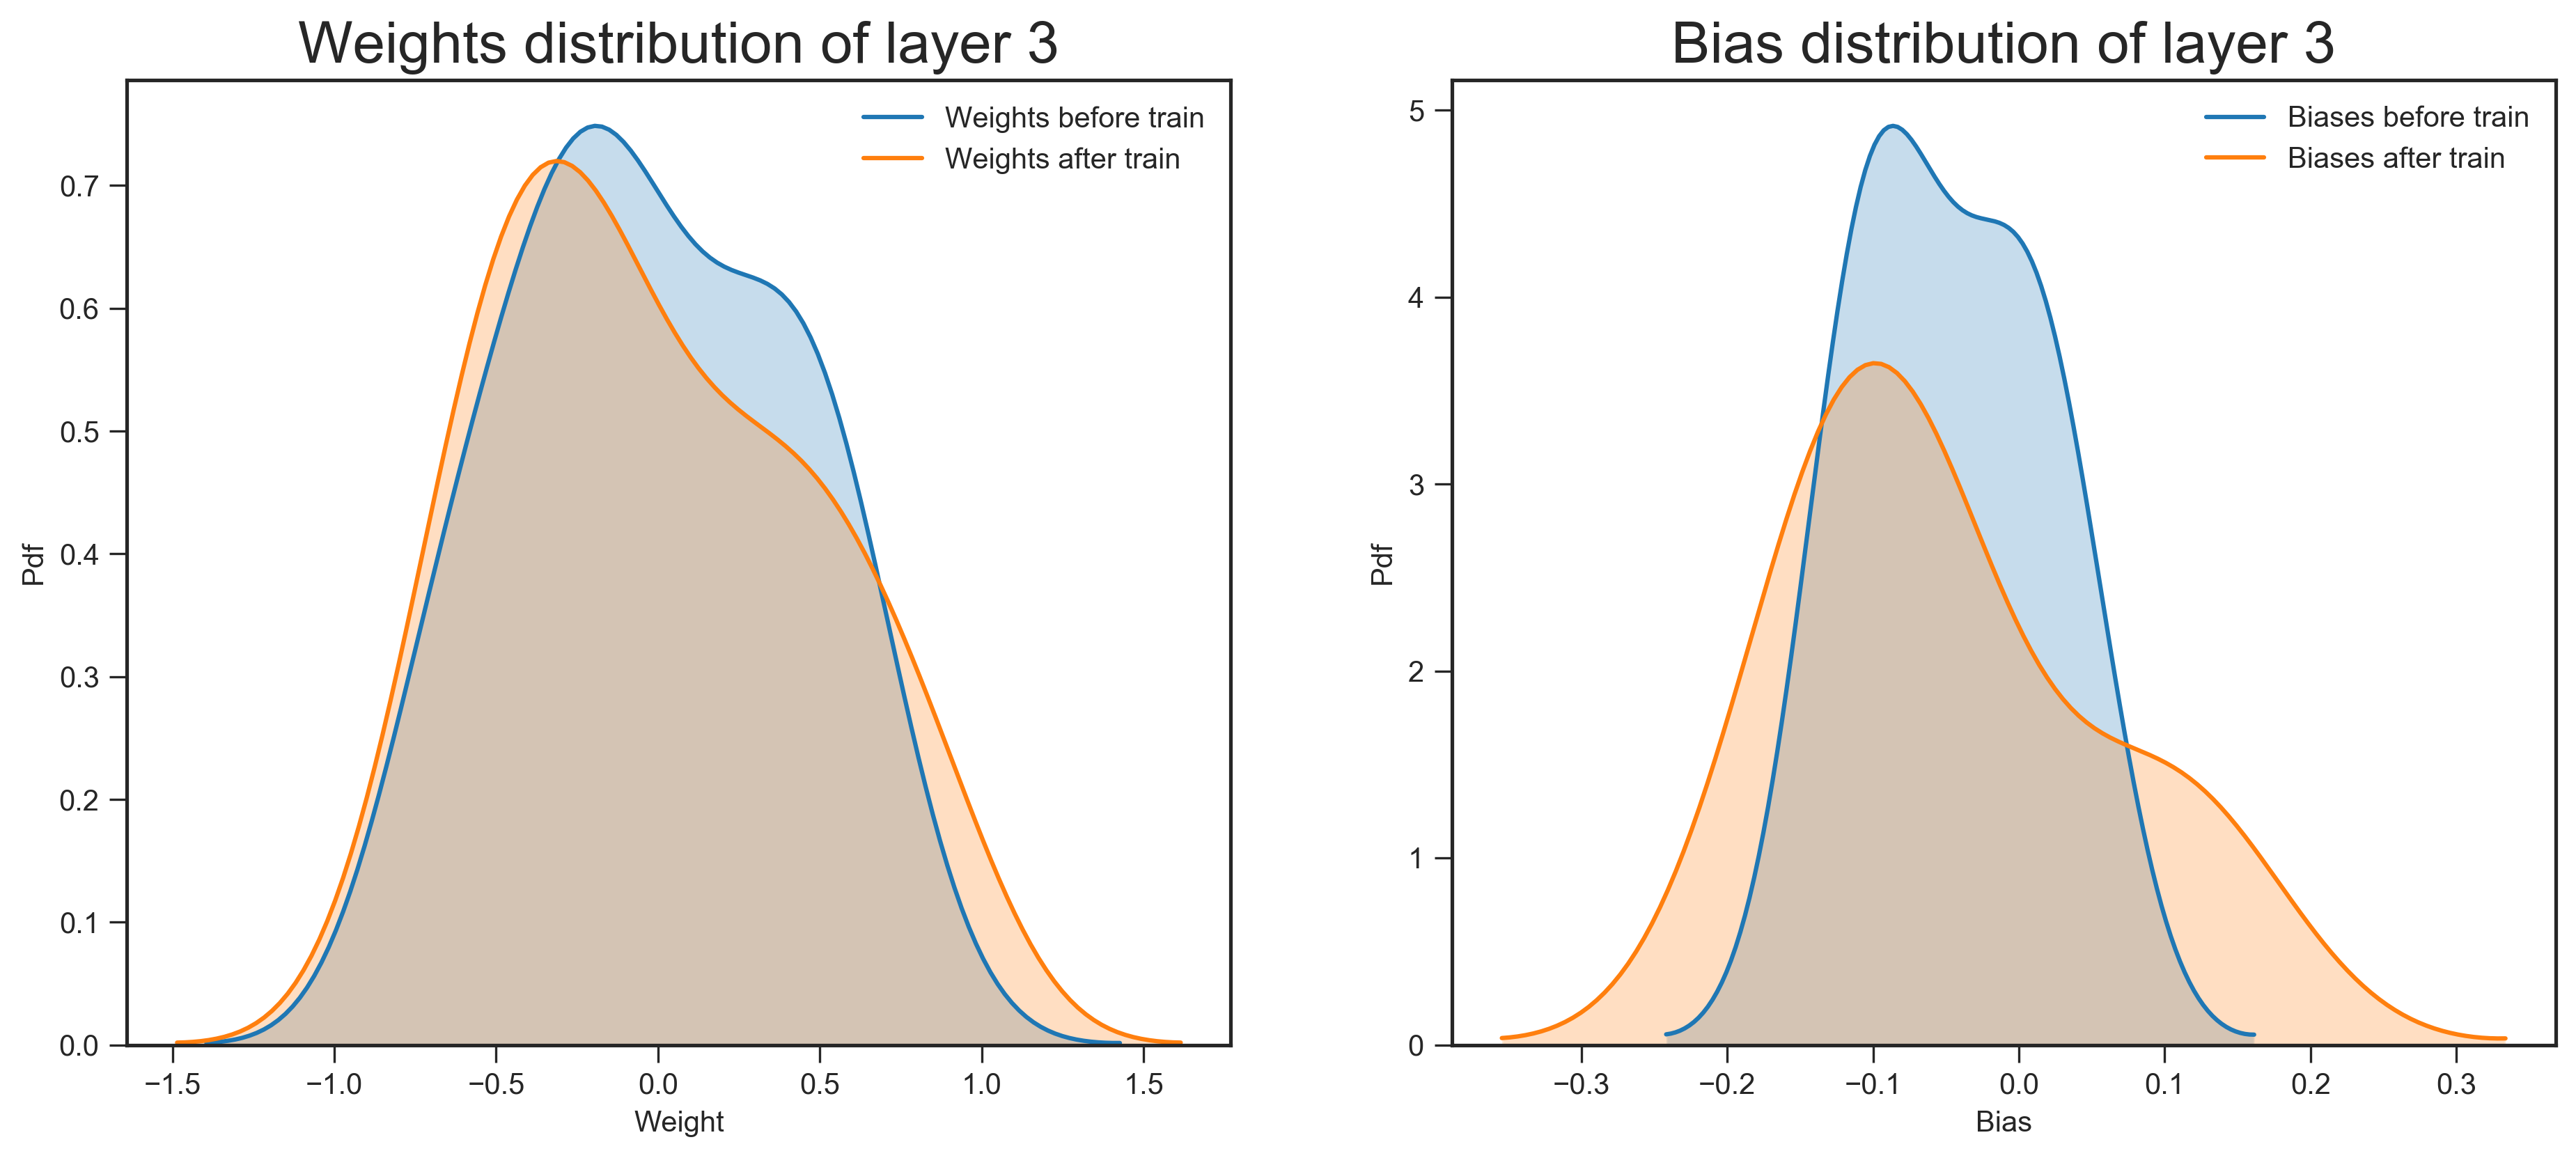 Weights distribution of layer 3
Weights before train
Weights after train
0.7
0.6
0.5
0.4
0.3
0.2
0.1
0.0
Pdf
−1.5 −1.0 −0.5 0.0 0.5 1.0 1.5
Weight
Bias distribution of layer 3
Biases before train
Biases after train
5
4
3
2
1
0
Pdf
−0.3 −0.2 −0.1 0.0 0.1 0.2 0.3
Bias